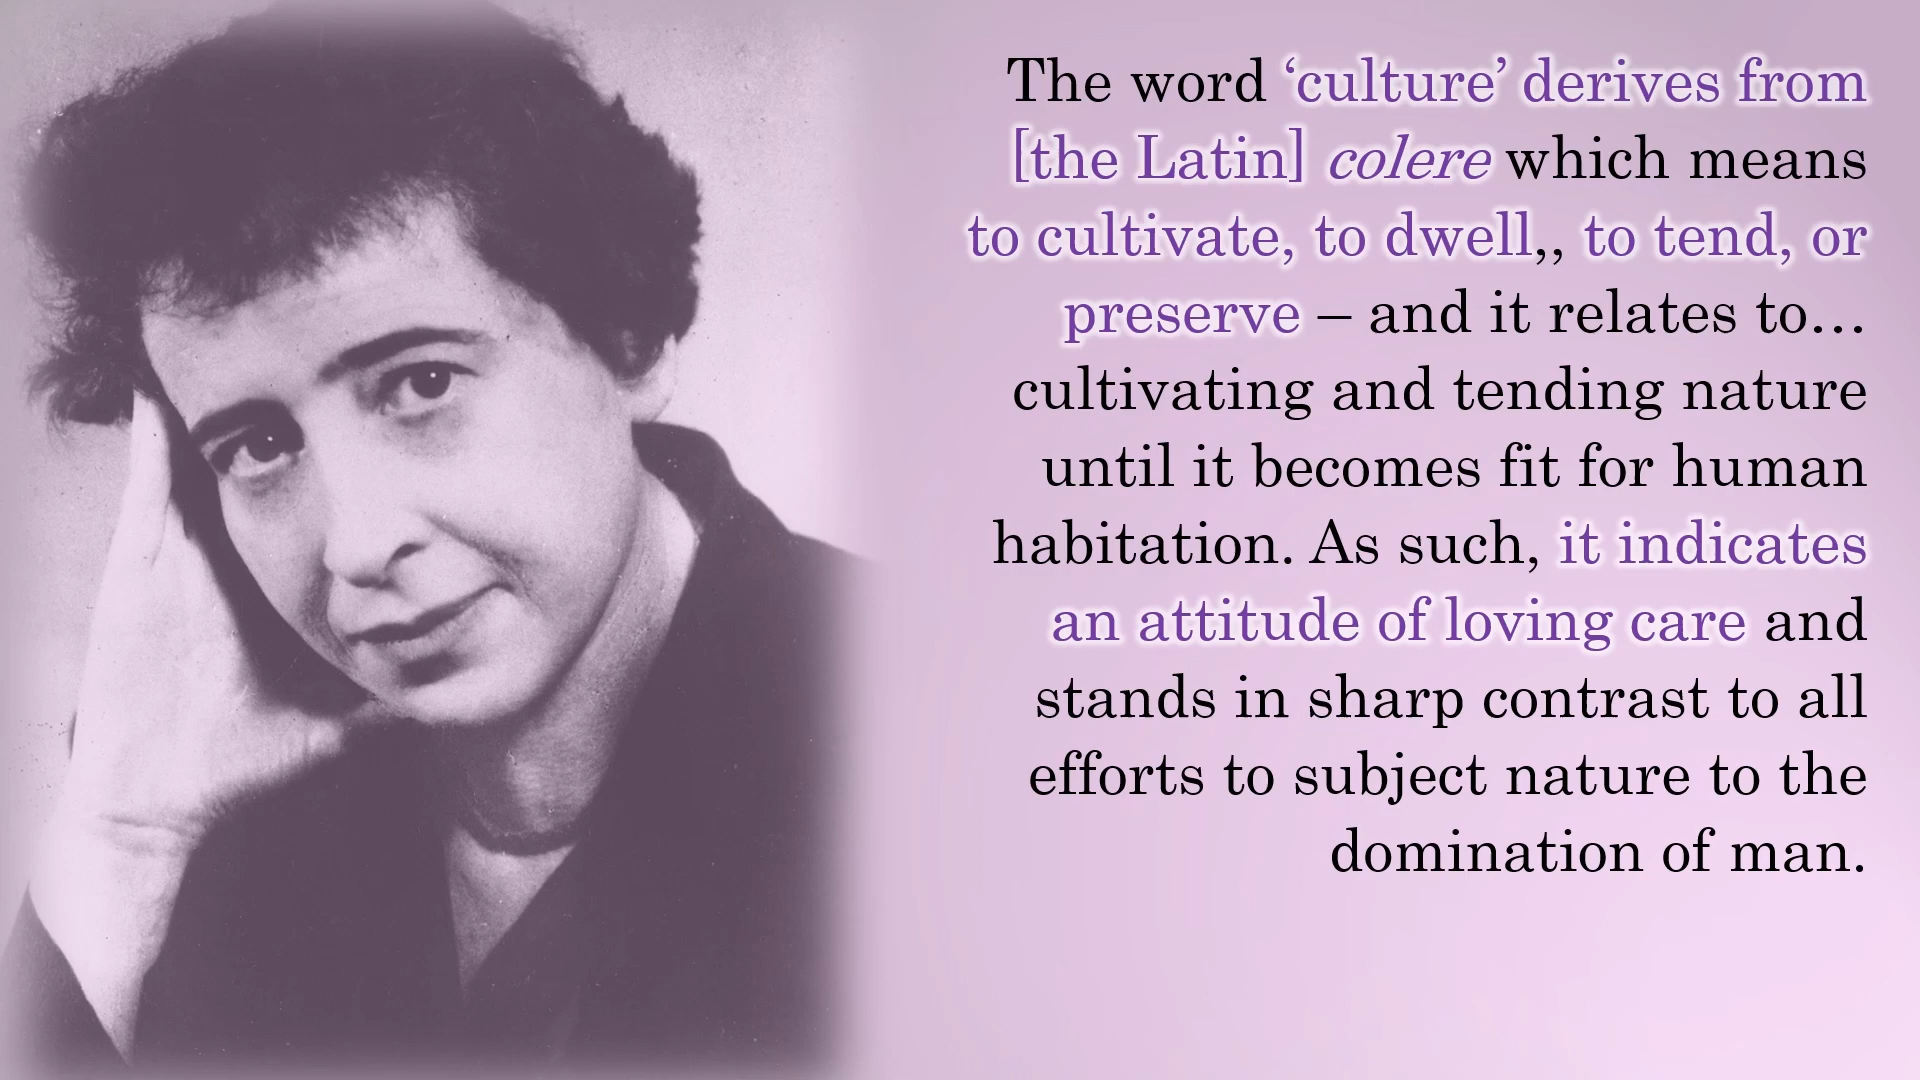 The word ‘culture’ derives from
[the Latin] colere which means
to cultivate, to dwell,, to tend, or
preserve – and it relates to…
cultivating and tending nature
until it becomes fit for human
habitation. As such, it indicates
an attitude of loving care and
stands in sharp contrast to all
efforts to subject nature to the
domination of man.